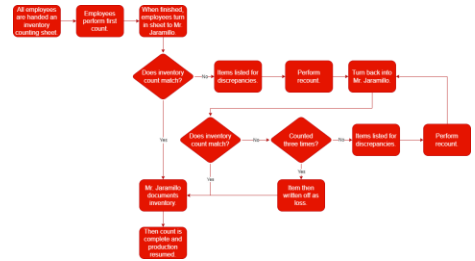 All employees
are handed an
inventory
counting sheet
Employees
perform first
count.
When finished,
employees turn
in sheet to Mr.
Jaramillo.
Does inventory
count match?
No
Items listed for
discrepancies.
Perform
recount.
Turn back into
Mr. Jaramillo.
Does inventory
count match?
No
Counted
three times?
No
Items listed for
discrepancies.
Perform
recount.
Yes
Yes
Yes
Mr. Jaramillo
documents
inventory.
Item then
written off as
loss.
Then count is
complete and
production
resumed.